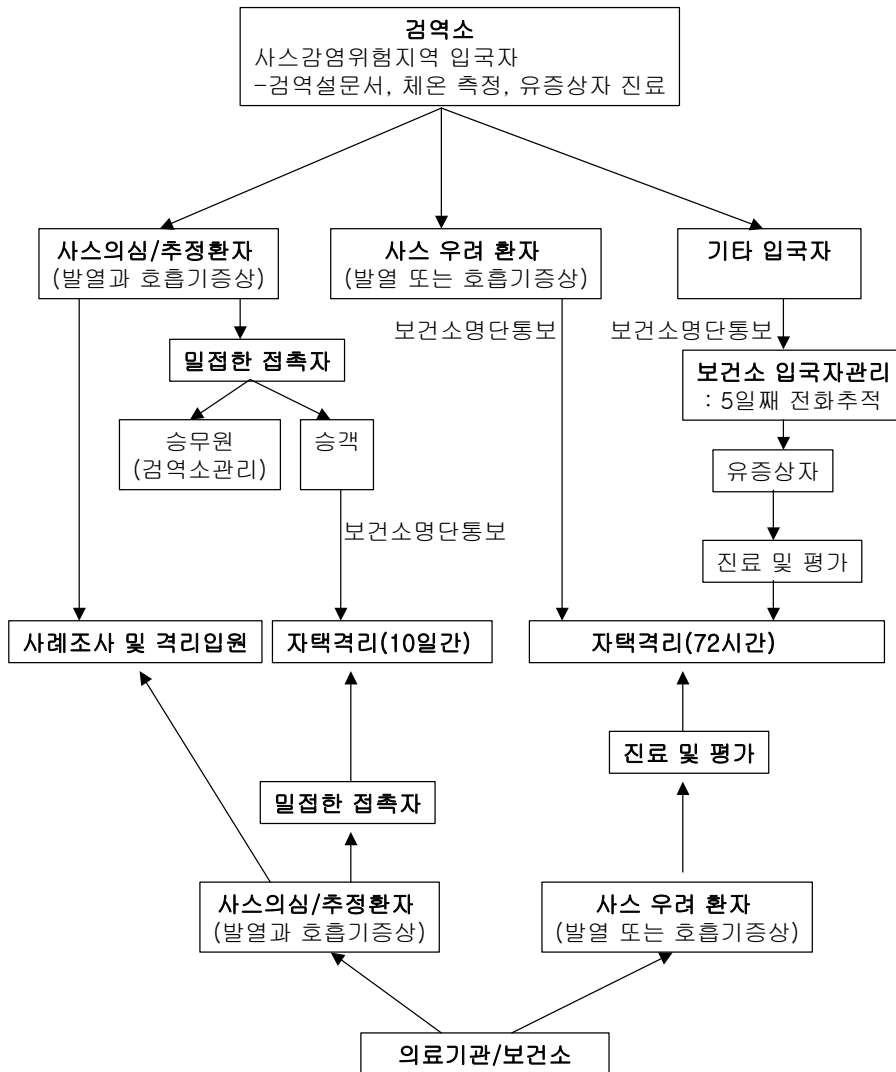 검역소
사스감염위험지역 입국자
-검역설문서, 체온 측정, 유증상자 진료
사스의심/추정환자
(발열과 호흡기증상)
사스 우려 환자
(발열 또는 호흡기증상)
기타 입국자
보건소명단통보
보건소명단통보
밀접한 접촉자
보건소 입국자관리
: 5일째 전화추적
승무원
(검역소관리)
승객
유증상자
보건소명단통보
진료 및 평가
사례조사 및 격리입원
자택격리(10일간)
자택격리(72시간)
진료 및 평가
밀접한 접촉자
사스의심/추정환자
(발열과 호흡기증상)
사스 우려 환자
(발열 또는 호흡기증상)
의료기관/보건소